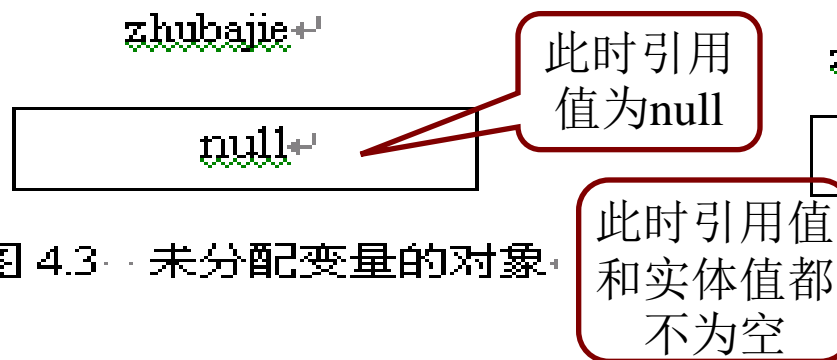 zhubajie
此时引用
值为null
null
图 4.3 未分配变量的对象
此时引用值
和实体值都
不为空